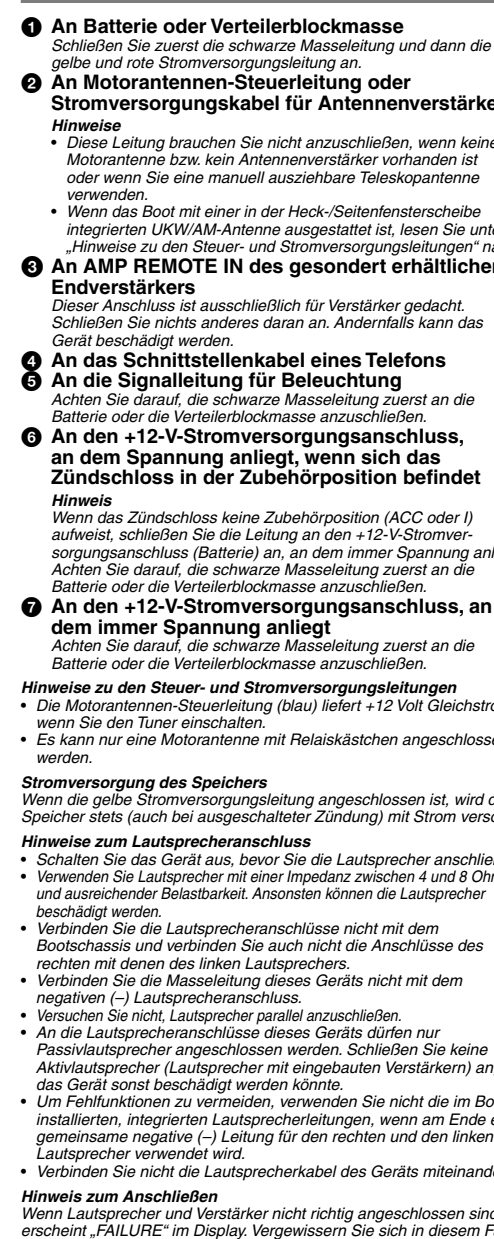 ❶ An Batterie oder Verteilerblockmasse
Schließen Sie zuerst die schwarze Masseleitung und dann die
gelbe und rote Stromversorgungsleitung an.
❷ An Motorantennen-Steuerleitung oder
Stromversorgungskabel für Antennenverstärke
Hinweise
• Diese Leitung brauchen Sie nicht anzuschließen, wenn keine
Motorantenne bzw. kein Antennenverstärker vorhanden ist
oder wenn Sie eine manuell ausziehbare Teleskopantenne
verwenden.
• Wenn das Boot mit einer in der Heck-/Seitenfensterscheibe
integrierten UKW/AM-Antenne ausgestattet ist, lesen Sie unte
„Hinweise zu den Steuer- und Stromversorgungsleitungen“ na
❸ An AMP REMOTE IN des gesondert erhältlichen
Endverstärkers
Dieser Anschluss ist ausschließlich für Verstärker gedacht.
Schließen Sie nichts anderes daran an. Andernfalls kann das
Gerät beschädigt werden.
❹ An das Schnittstellenkabel eines Telefons
❺ An die Signalleitung für Beleuchtung
Achten Sie darauf, die schwarze Masseleitung zuerst an die
Batterie oder die Verteilerblockmasse anzuschließen.
❻ An den +12-V-Stromversorgungsanschluss,
an dem Spannung anliegt, wenn sich das
Zündschloss in der Zubehörposition befindet
Hinweis
Wenn das Zündschloss keine Zubehörposition (ACC oder I)
aufweist, schließen Sie die Leitung an den +12-V-Stromver-
sorgungsanschluss (Batterie) an, an dem immer Spannung anl
Achten Sie darauf, die schwarze Masseleitung zuerst an die
Batterie oder die Verteilerblockmasse anzuschließen.
❼ An den +12-V-Stromversorgungsanschluss, an
dem immer Spannung anliegt
Achten Sie darauf, die schwarze Masseleitung zuerst an die
Batterie oder die Verteilerblockmasse anzuschließen.
Hinweise zu den Steuer- und Stromversorgungsleitungen
• Die Motorantennen-Steuerleitung (blau) liefert +12 Volt Gleichstro
wenn Sie den Tuner einschalten.
• Es kann nur eine Motorantenne mit Relaiskästchen angeschlosse
werden.
Stromversorgung des Speichers
Wenn die gelbe Stromversorgungsleitung angeschlossen ist, wird d
Speicher stets (auch bei ausgeschalteter Zündung) mit Strom verso
Hinweise zum Lautsprecheranschluss
• Schalten Sie das Gerät aus, bevor Sie die Lautsprecher anschlie
• Verwenden Sie Lautsprecher mit einer Impedanz zwischen 4 und 8 Ohm
und ausreichender Belastbarkeit. Ansonsten können die Lautsprecher
beschädigt werden.
• Verbinden Sie die Lautsprecheranschlüsse nicht mit dem
Bootschassis und verbinden Sie auch nicht die Anschlüsse des
rechten mit denen des linken Lautsprechers.
• Verbinden Sie die Masseleitung dieses Geräts nicht mit dem
negativen (–) Lautsprecheranschluss.
• Versuchen Sie nicht, Lautsprecher parallel anzuschließen.
• An die Lautsprecheranschlüsse dieses Geräts dürfen nur
Passivlautsprecher angeschlossen werden. Schließen Sie keine
Aktivlautsprecher (Lautsprecher mit eingebauten Verstärkern) an,
das Gerät sonst beschädigt werden könnte.
• Um Fehlfunktionen zu vermeiden, verwenden Sie nicht die im Bo
installierten, integrierten Lautsprecherleitungen, wenn am Ende e
gemeinsame negative (–) Leitung für den rechten und den linken
Lautsprecher verwendet wird.
• Verbinden Sie nicht die Lautsprecherkabel des Geräts miteinande
Hinweis zum Anschließen
Wenn Lautsprecher und Verstärker nicht richtig angeschlossen sind
erscheint „FAILURE“ im Display. Vergewissern Sie sich in diesem F